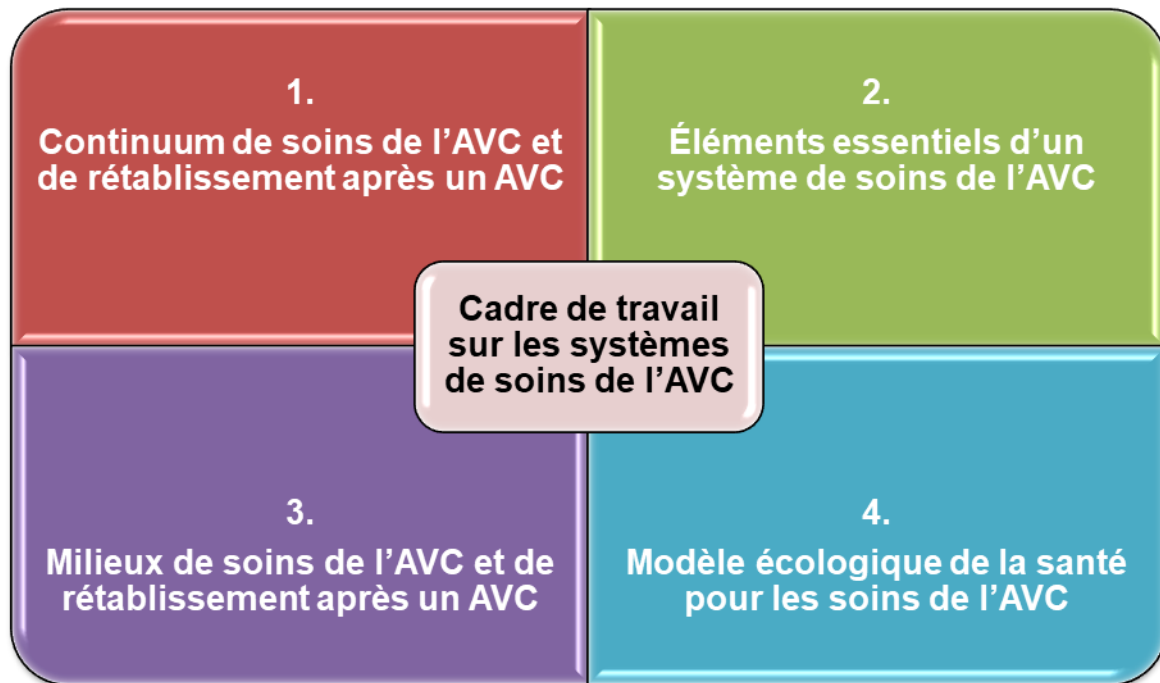 1.
Continuum de soins de l’AVC et
de rétablissement après un AVC
2.
Éléments essentiels d’un
système de soins de l’AVC
Cadre de travail
sur les systèmes
de soins de l’AVC
3.
Milieux de soins de l’AVC et de
rétablissement après un AVC
4.
Modèle écologique de la santé
pour les soins de l’AVC